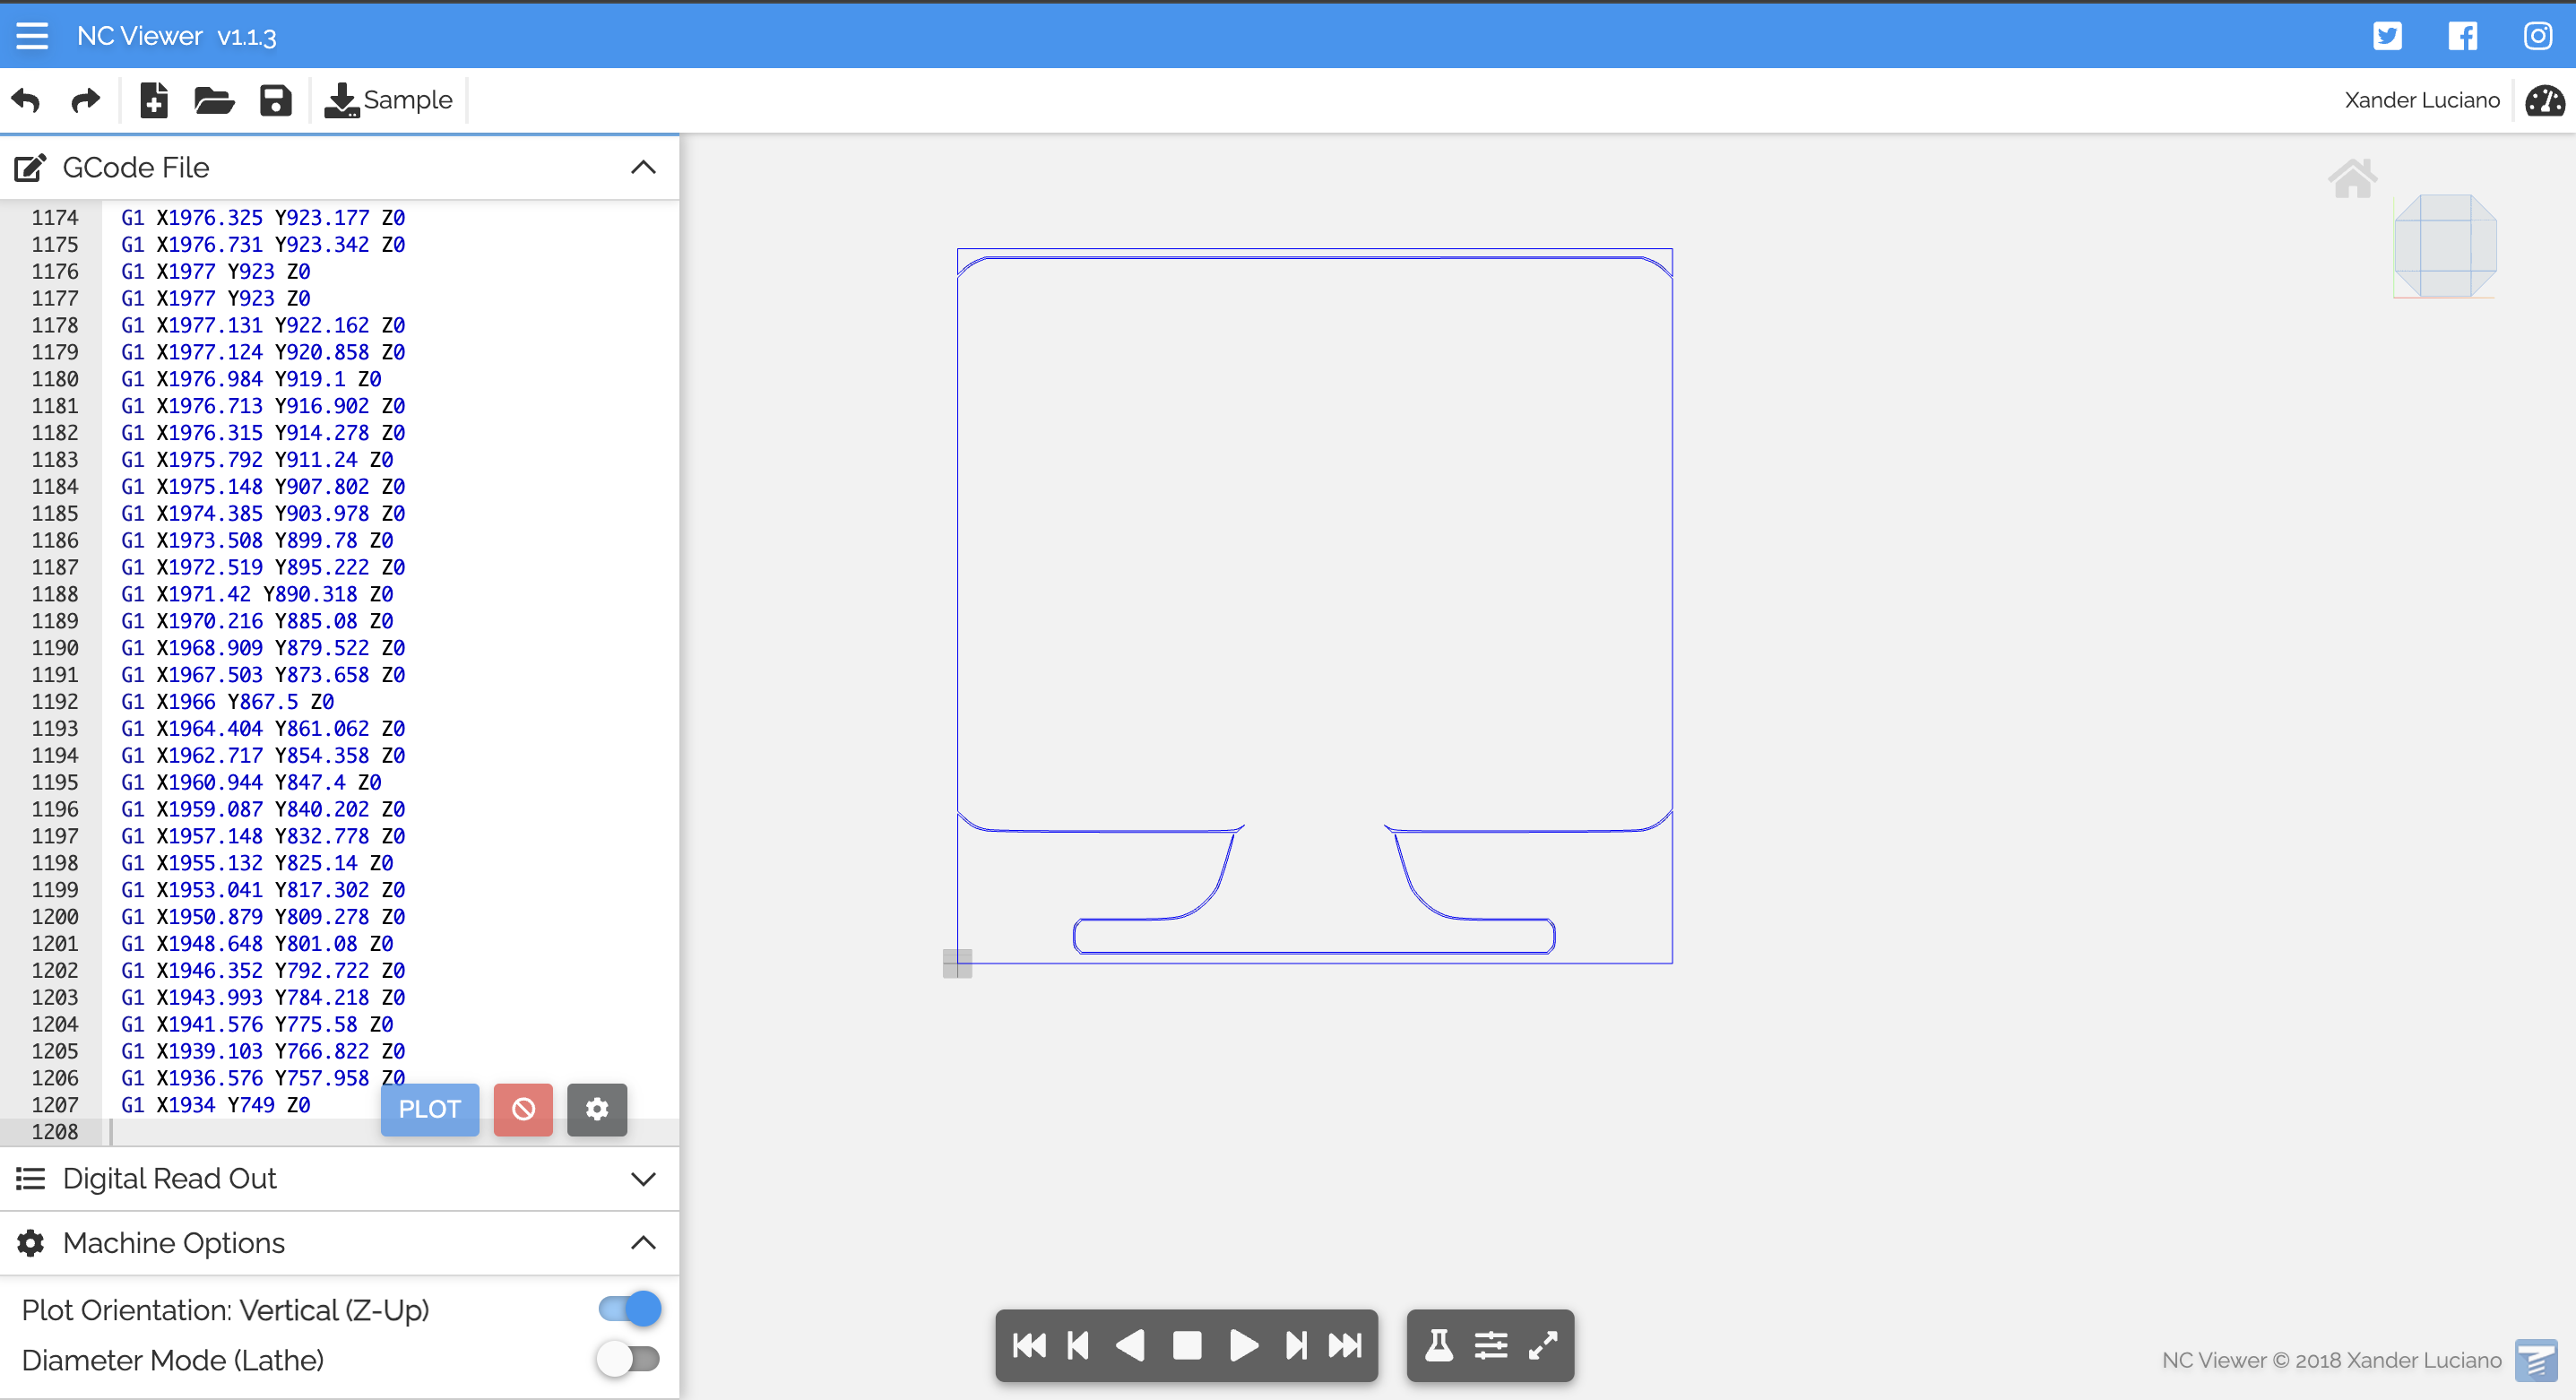 NC Viewer v1.1.3
Sample
Xander Luciano
GCode File
1174 G1 X1976.325 Y923.177 Z0
1175 G1 X1976.731 Y923.342 Z0
1176 G1 X1977 Y923 Z0
1177 G1 X1977 Y923 Z0
1178 G1 X1977.131 Y922.162 Z0
1179 G1 X1977.124 Y920.858 Z0
1180 G1 X1976.984 Y919.1 Z0
1181 G1 X1976.713 Y916.902 Z0
1182 G1 X1976.315 Y914.278 Z0
1183 G1 X1975.792 Y911.24 Z0
1184 G1 X1975.148 Y907.802 Z0
1185 G1 X1974.385 Y903.978 Z0
1186 G1 X1973.508 Y899.78 Z0
1187 G1 X1972.519 Y895.222 Z0
1188 G1 X1971.42 Y890.318 Z0
1189 G1 X1970.216 Y885.08 Z0
1190 G1 X1968.909 Y879.522 Z0
1191 G1 X1967.503 Y873.658 Z0
1192 G1 X1966 Y867.5 Z0
1193 G1 X1964.404 Y861.062 Z0
1194 G1 X1962.717 Y854.358 Z0
1195 G1 X1960.944 Y847.4 Z0
1196 G1 X1959.087 Y840.202 Z0
1197 G1 X1957.148 Y832.778 Z0
1198 G1 X1955.132 Y825.14 Z0
1199 G1 X1953.041 Y817.302 Z0
1200 G1 X1950.879 Y809.278 Z0
1201 G1 X1948.648 Y801.08 Z0
1202 G1 X1946.352 Y792.722 Z0
1203 G1 X1943.993 Y784.218 Z0
1204 G1 X1941.576 Y775.58 Z0
1205 G1 X1939.103 Y766.822 Z0
1206 G1 X1936.576 Y757.958 Z0
1207 G1 X1934 Y749 Z0
PLOT
1208
Digital Read Out
Machine Options
Plot Orientation: Vertical (Z-Up)
Diameter Mode (Lathe)
NC Viewer © 2018 Xander Luciano